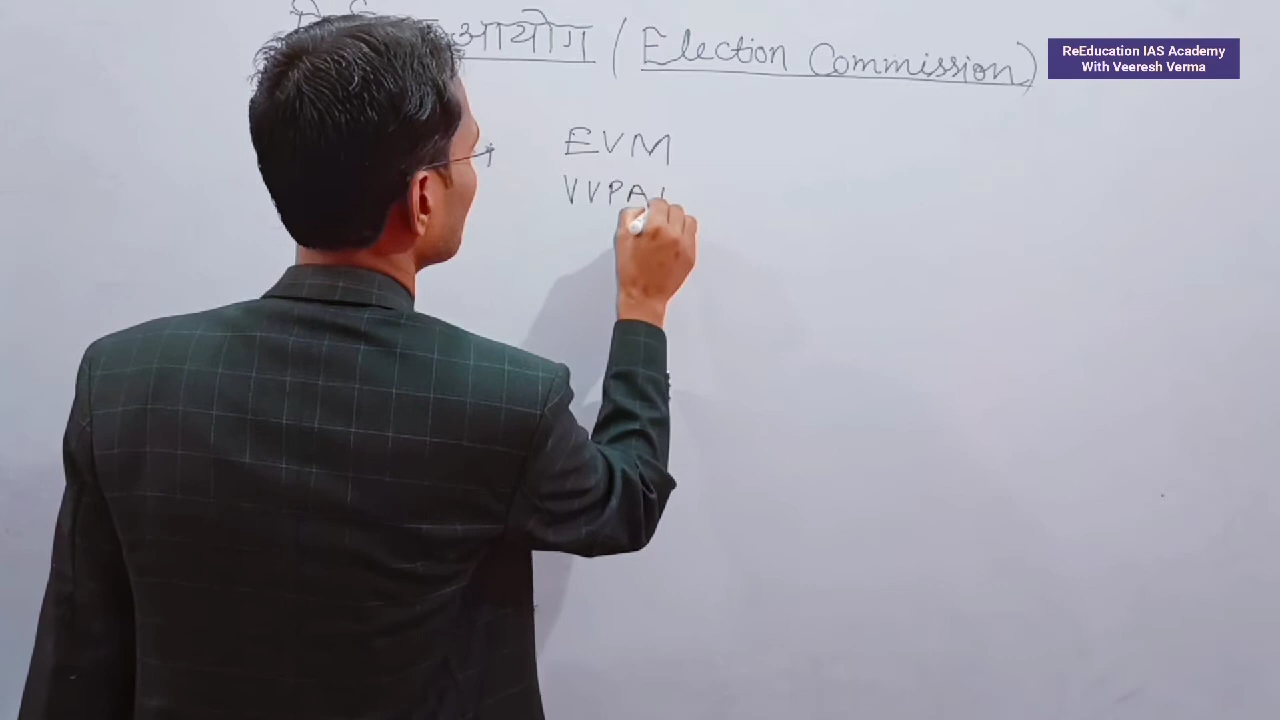 आयोग ( Election Commission )
ReEducation IAS Academy
With Veeresh Verma
EVM
VVPA